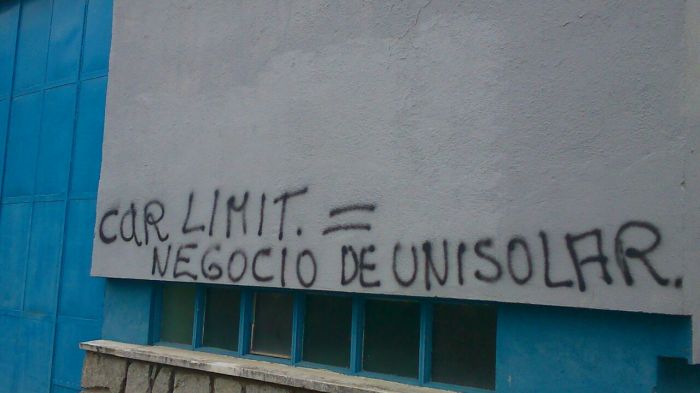 CAR LIMIT. =
NEGOCIO DE UNISOLAR.